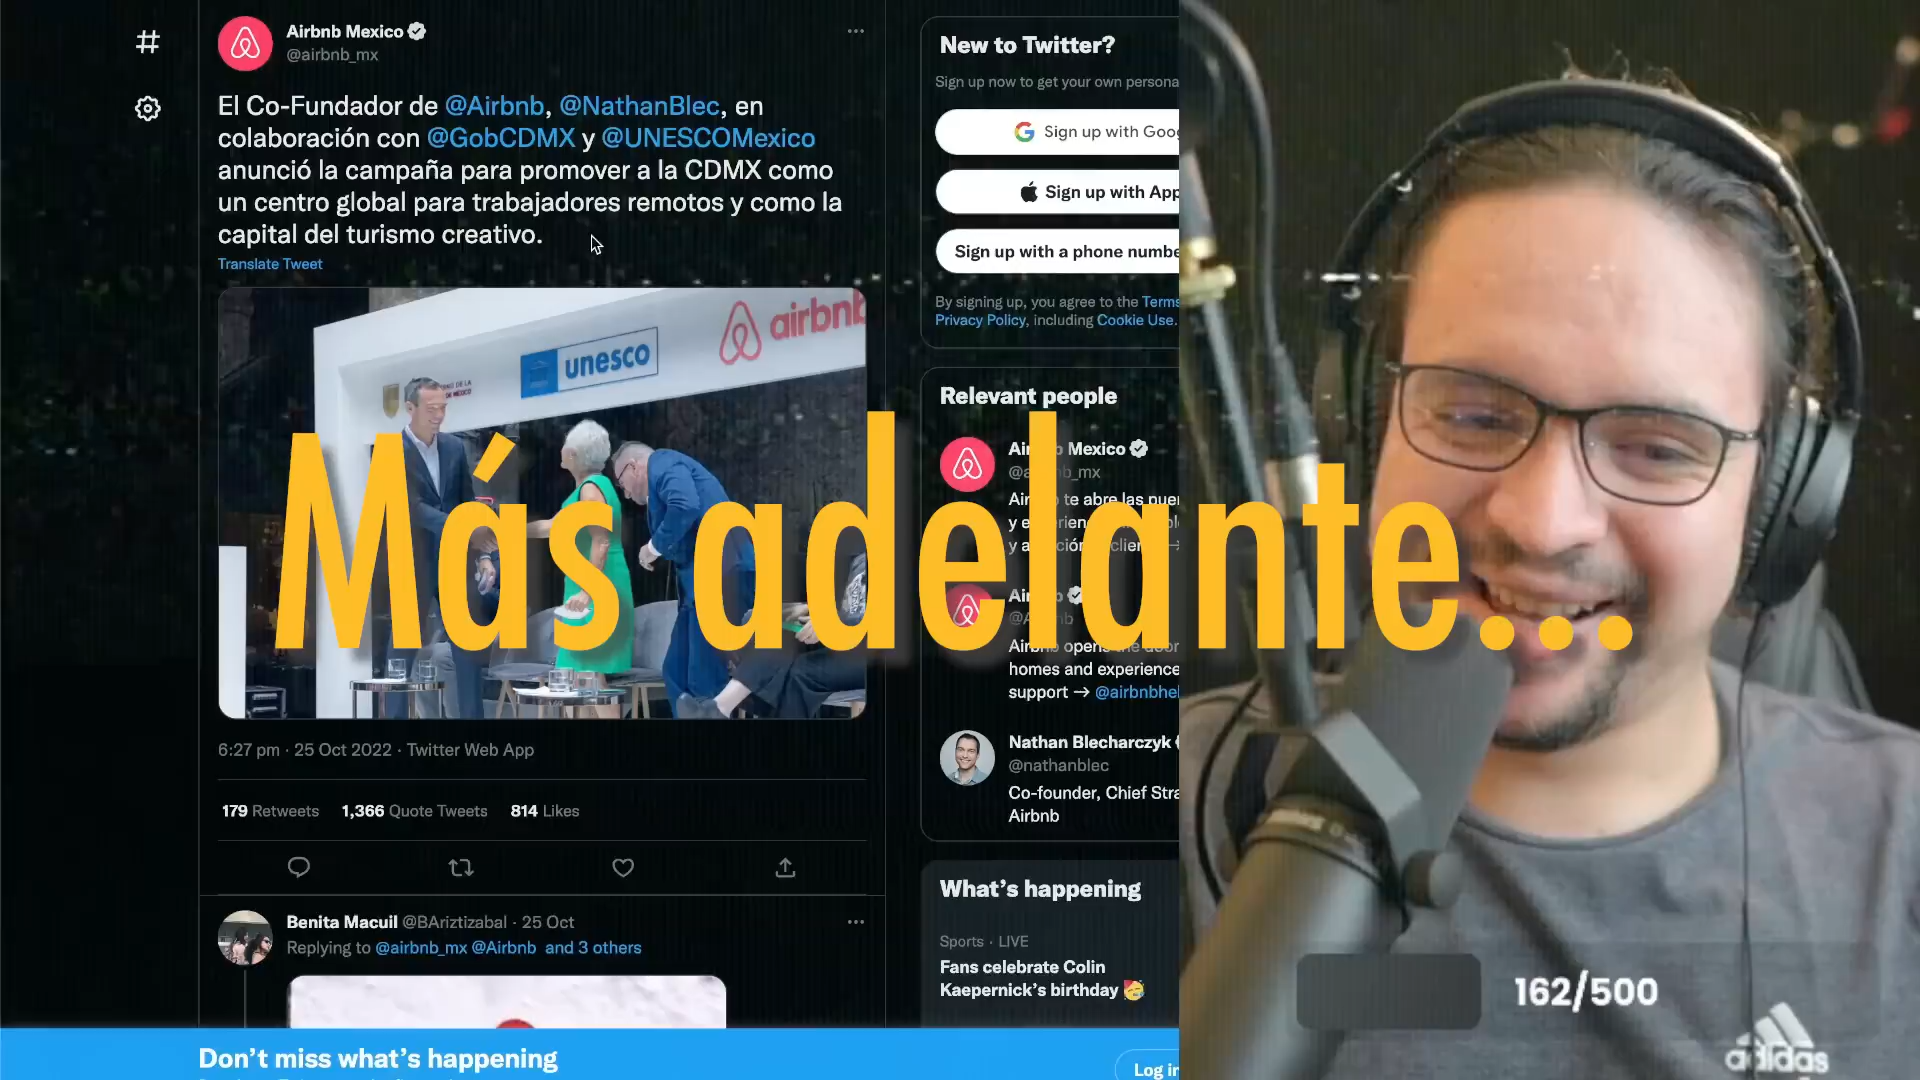 Airbnb Mexico
@airbnb_mx
El Co-Fundador de @Airbnb, @NathanBlec, en
colaboración con @GobCDMX y @UNESCOMexico
anunció la campaña para promover a la CDMX como
un centro global para trabajadores remotos y como la
capital del turismo creativo.
Translate Tweet
unesco
airbnb
Más adelante...
6:27 pm · 25 Oct 2022 · Twitter Web App
179 Retweets 1,366 Quote Tweets 814 Likes
Benita Macuil @BAriztizabal · 25 Oct
Replying to @airbnb_mx @Airbnb and 3 others
New to Twitter?
Sign up now to get your own persona
Sign up with Goog
Sign up with App
Sign up with a phone numbe
By signing up, you agree to the Terms
Privacy Policy, including Cookie Use.
Relevant people
Mexico
te abre las
homes and experience
support → @airbnbhel
Nathan Blecharczyk
@nathanblec
Co-founder, Chief Stra
Airbnb
What's happening
Sports · LIVE
Fans celebrate Colin
Kaepernick's birthday
Don't miss what's happening
Log in
162/500
adidas